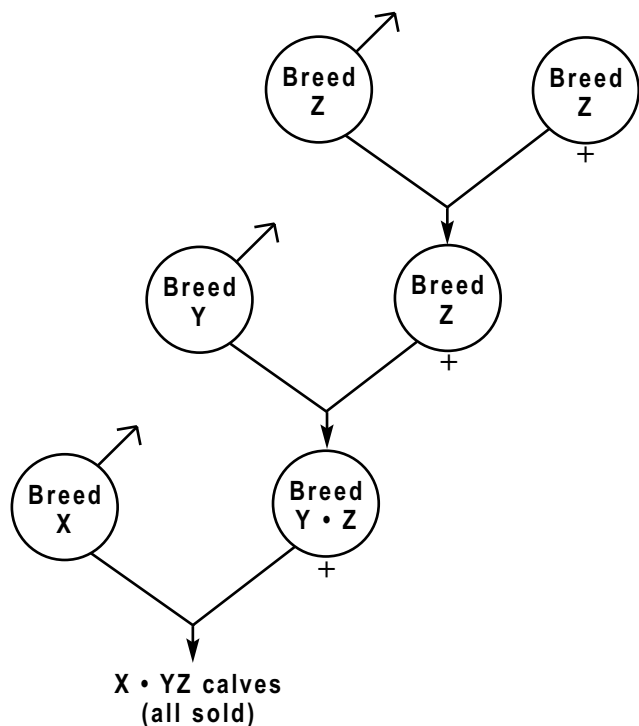 Breed
Z
Breed
Z
Breed
Y
Breed
Z
Breed
X
Breed
Y • Z
X • YZ calves
(all sold)